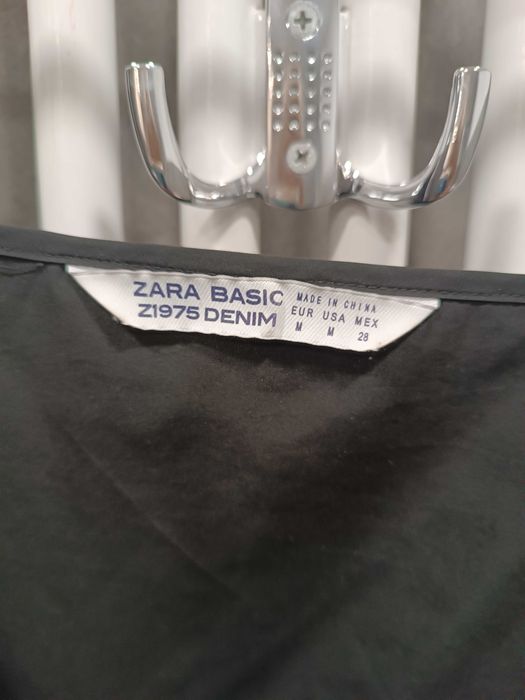 ZARA BASIC
Z1975 DENIM
MADE IN CHINA
EUR USA MEX
M M 28